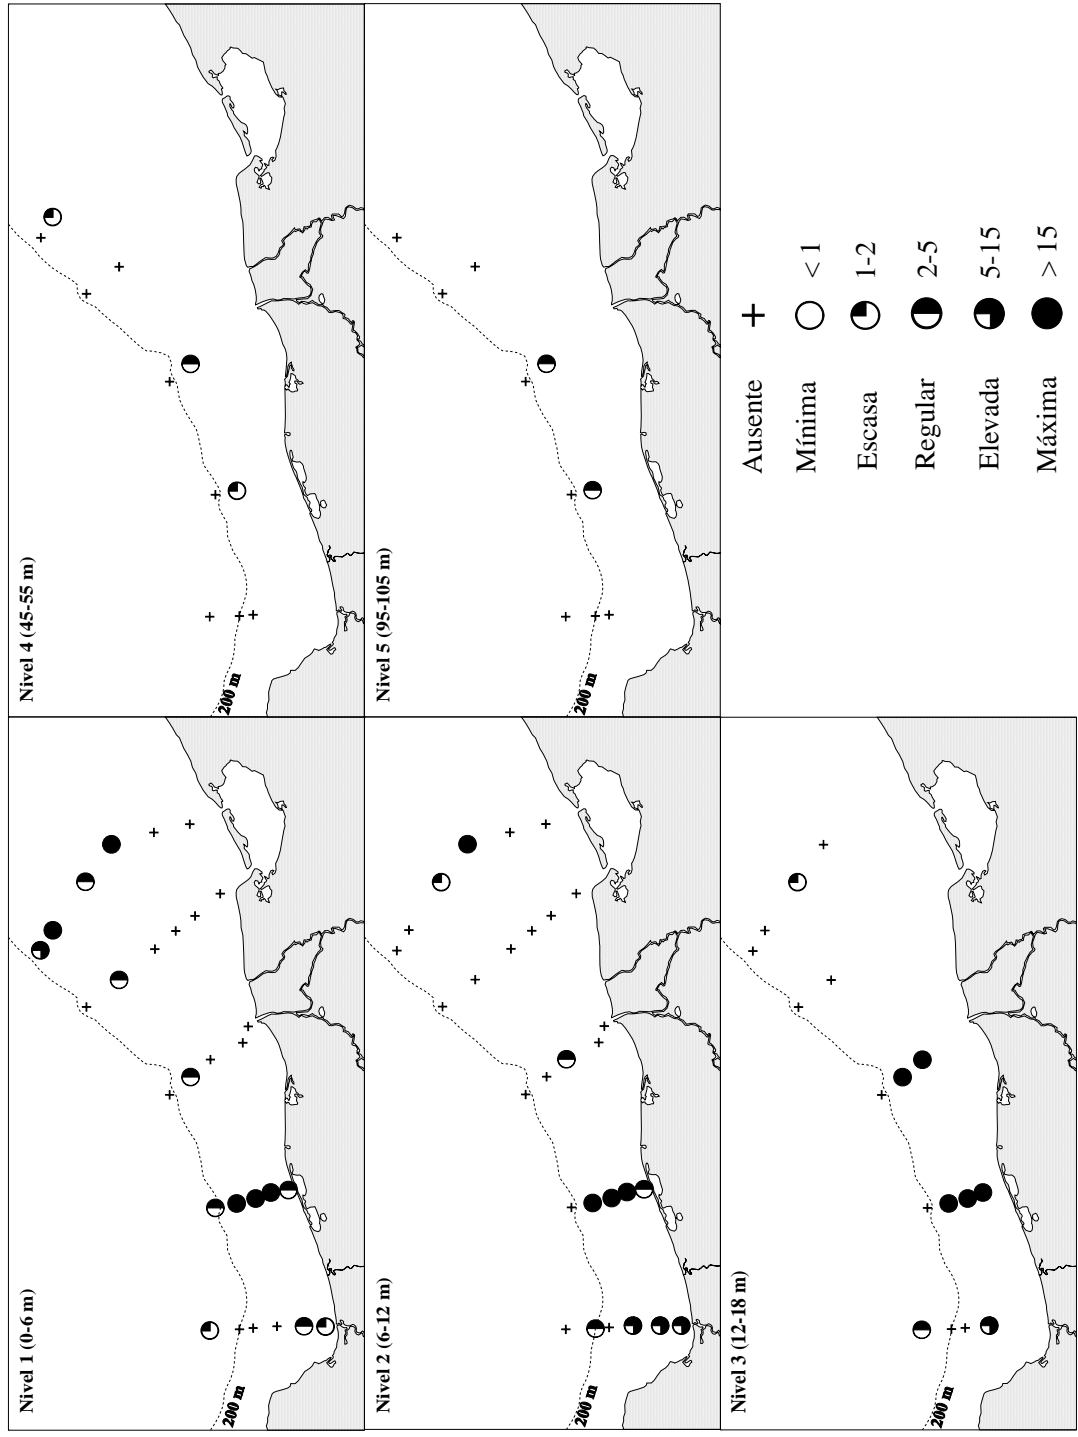 Nivel 1 (0-6 m)
200 m
Nivel 4 (45-55 m)
200 m
Nivel 2 (6-12 m)
200 m
Nivel 5 (95-105 m)
200 m
Nivel 3 (12-18 m)
200 m
Ausente
Mínima < 1
Escasa 1-2
Regular 2-5
Elevada 5-15
Máxima > 15